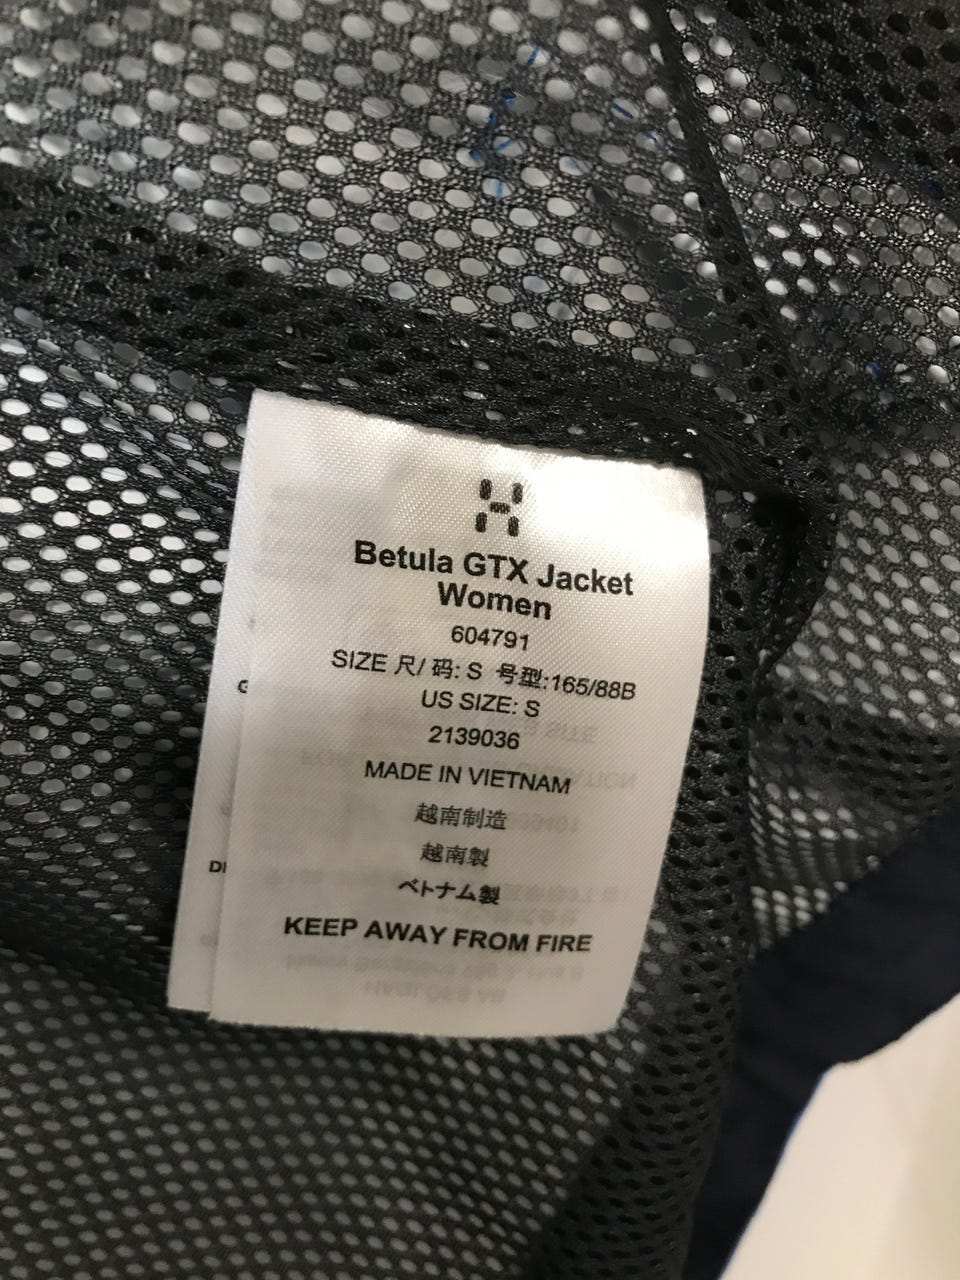 Betula GTX Jacket
Women
604791
SIZE 尺/ 码: S 号型:165/88B
US SIZE: S
2139036
MADE IN VIETNAM
越南制造
越南製
ベトナム製
KEEP AWAY FROM FIRE